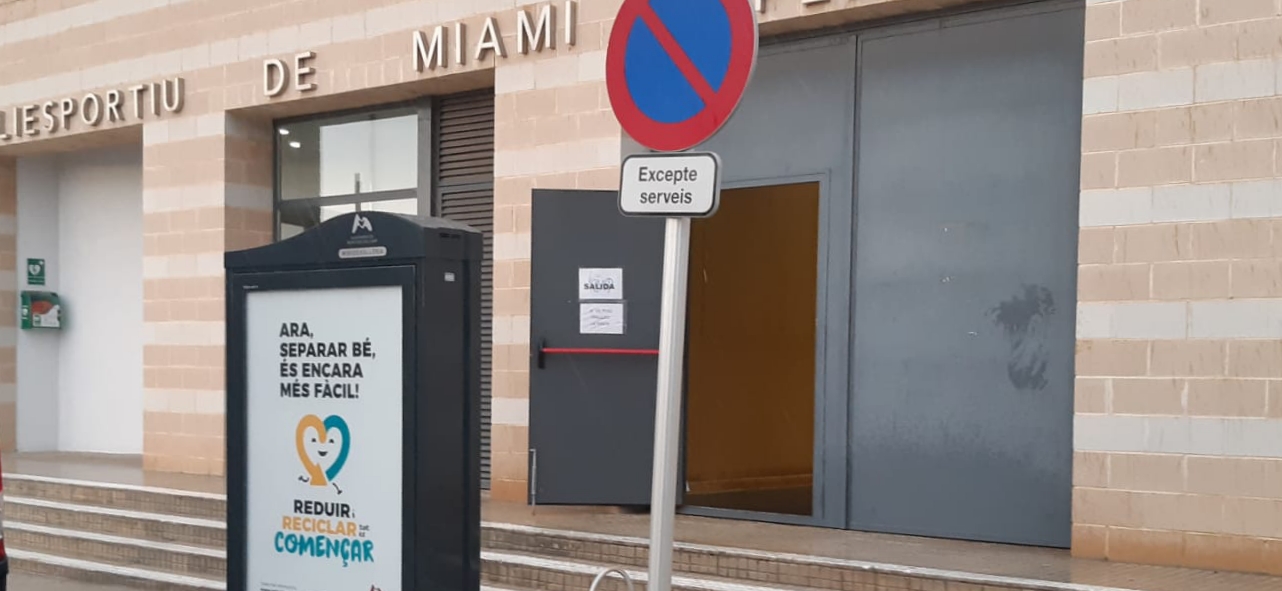 LIESPORTIU DE MIAMI
Excepte
serveis
SALIDA
ARA,
SEPARAR BÉ,
ÉS ENCARA
MÉS FÀCIL!
REDUIR i
RECICLAR
COMENÇAR